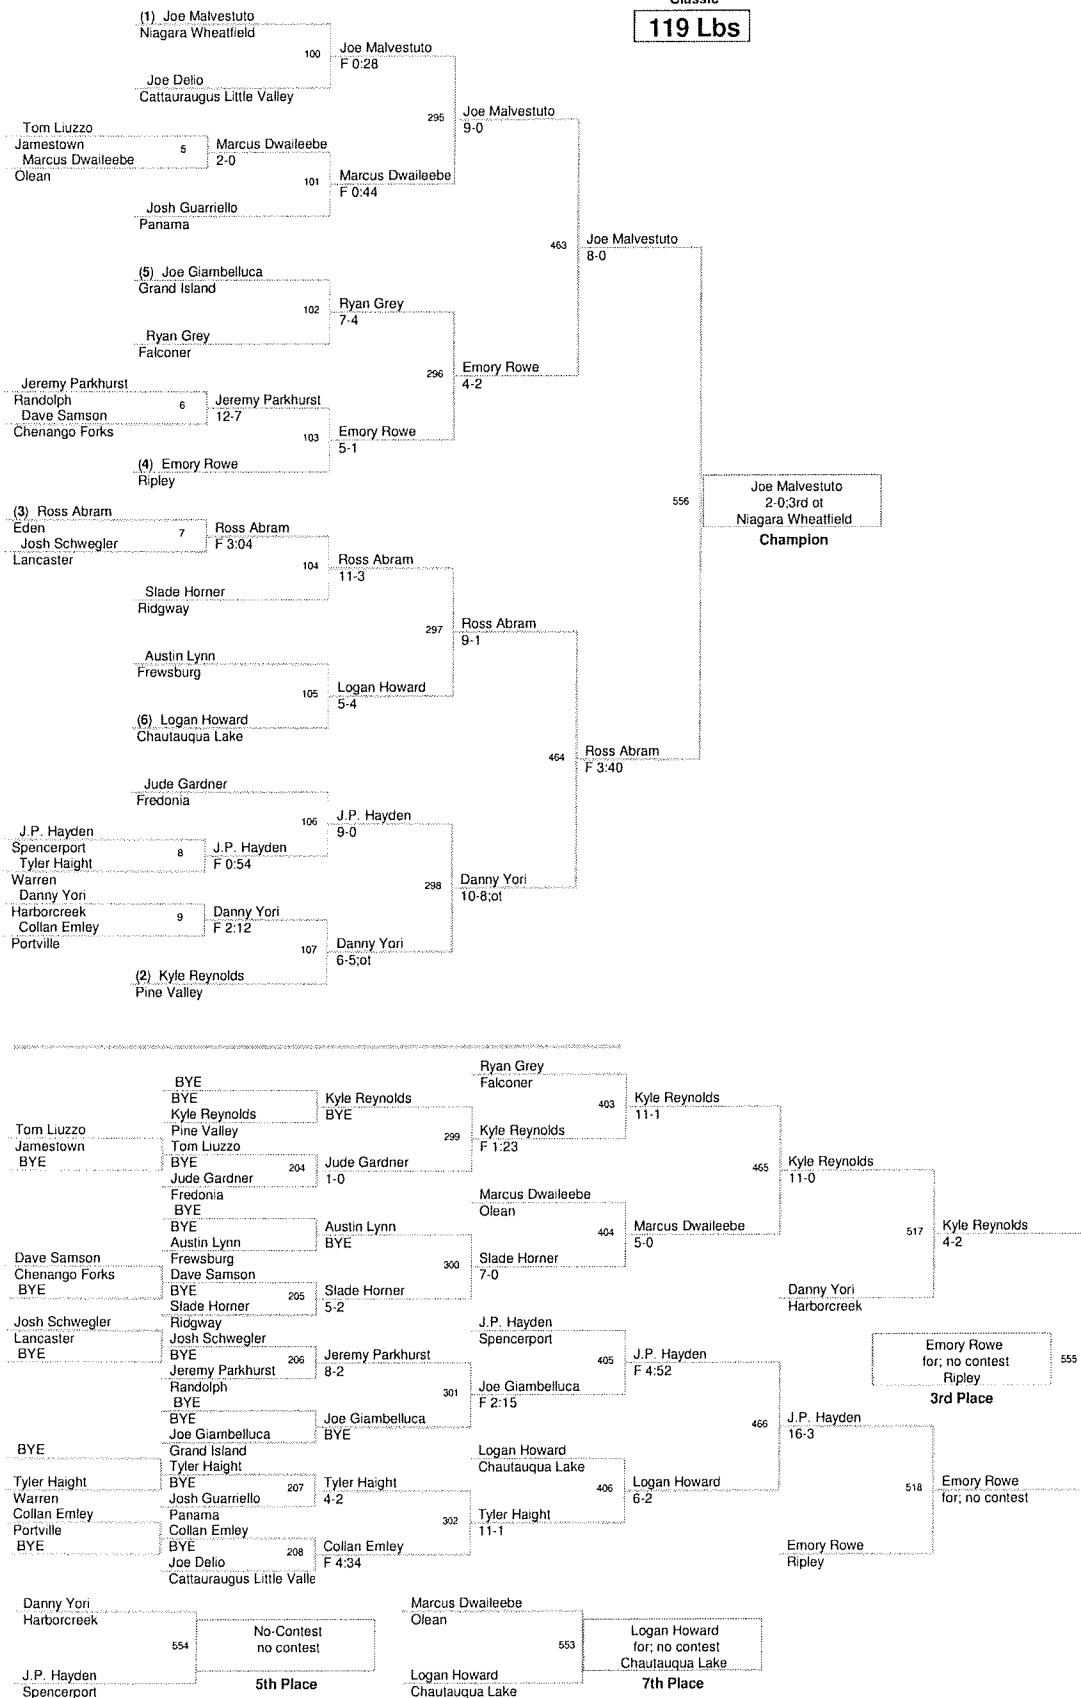 Classic
119 Lbs
(1) Joe Malvestuto
Niagara Wheatfield
100
Joe Malvestuto
F 0:28
Joe Delio
Cattauraugus Little Valley
295
Joe Malvestuto
9-0
Tom Liuzzo
Jamestown
5
Marcus Dwaileebe
Olean
Marcus Dwaileebe
2-0
101
Marcus Dwaileebe
F 0:44
Josh Guarriello
Panama
463
Joe Malvestuto
8-0
(5) Joe Giambelluca
Grand Island
102
Ryan Grey
7-4
Ryan Grey
Falconer
296
Emory Rowe
4-2
Jeremy Parkhurst
Randolph
6
Dave Samson
Chenango Forks
Jeremy Parkhurst
12-7
103
Emory Rowe
5-1
(4) Emory Rowe
Ripley
556
Joe Malvestuto
2-0;3rd ot
Niagara Wheatfield
Champion
(3) Ross Abram
Eden
7
Josh Schwegler
Lancaster
Ross Abram
F 3:04
104
Ross Abram
11-3
Slade Horner
Ridgway
297
Ross Abram
9-1
Austin Lynn
Frewsburg
105
Logan Howard
5-4
(6) Logan Howard
Chautauqua Lake
464
Ross Abram
F 3:40
Jude Gardner
Fredonia
106
J.P. Hayden
9-0
J.P. Hayden
Spencerport
8
Tyler Haight
Warren
J.P. Hayden
F 0:54
298
Danny Yori
10-8;ot
Danny Yori
Harborcreek
9
Collan Emley
Portville
Danny Yori
F 2:12
107
Danny Yori
6-5;ot
(2) Kyle Reynolds
Pine Valley
Ryan Grey
Falconer
BYE
BYE
Kyle Reynolds
Pine Valley
Kyle Reynolds
BYE
299
Kyle Reynolds
F 1:23
403
Kyle Reynolds
11-1
Tom Liuzzo
Jamestown
BYE
Tom Liuzzo
BYE
204
Jude Gardner
Fredonia
Jude Gardner
1-0
465
Kyle Reynolds
11-0
Marcus Dwaileebe
Olean
BYE
BYE
Austin Lynn
Frewsburg
Austin Lynn
BYE
404
Marcus Dwaileebe
5-0
300
Slade Horner
7-0
517
Kyle Reynolds
4-2
Dave Samson
Chenango Forks
BYE
Dave Samson
BYE
205
Slade Horner
Ridgway
Slade Horner
5-2
Danny Yori
Harborcreek
Josh Schwegler
Lancaster
BYE
Josh Schwegler
BYE
206
Jeremy Parkhurst
Randolph
Jeremy Parkhurst
8-2
J.P. Hayden
Spencerport
405
J.P. Hayden
F 4:52
Emory Rowe
for; no contest
Ripley
555
3rd Place
301
Joe Giambelluca
F 2:15
BYE
BYE
Joe Giambelluca
Grand Island
Joe Giambelluca
BYE
466
J.P. Hayden
16-3
Logan Howard
Chautauqua Lake
406
Logan Howard
6-2
BYE
Tyler Haight
Warren
Tyler Haight
BYE
207
Josh Guarriello
Panama
Tyler Haight
4-2
302
Tyler Haight
11-1
518
Emory Rowe
for; no contest
Collan Emley
Portville
BYE
Collan Emley
BYE
208
Joe Delio
Cattauraugus Little Valle
Collan Emley
F 4:34
Emory Rowe
Ripley
Danny Yori
Harborcreek
554
J.P. Hayden
Spencerport
No-Contest
no contest
5th Place
Marcus Dwaileebe
Olean
553
Logan Howard
Chautauqua Lake
Logan Howard
for; no contest
Chautauqua Lake
7th Place